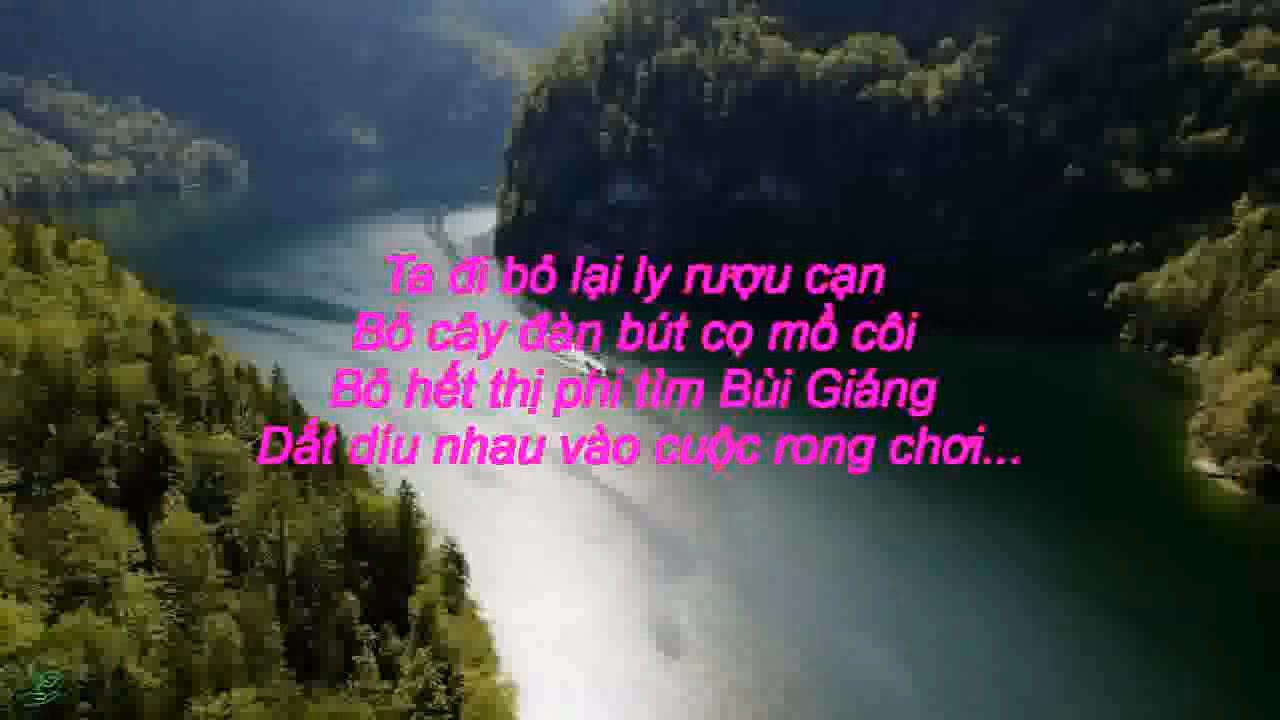 Ta đi bỏ lại ly rượu cạn
Bỏ cây đàn bút cọ mồ côi
Bỏ hết thị phi tìm Bùi Giáng
Dắt díu nhau vào cuộc rong chơi...